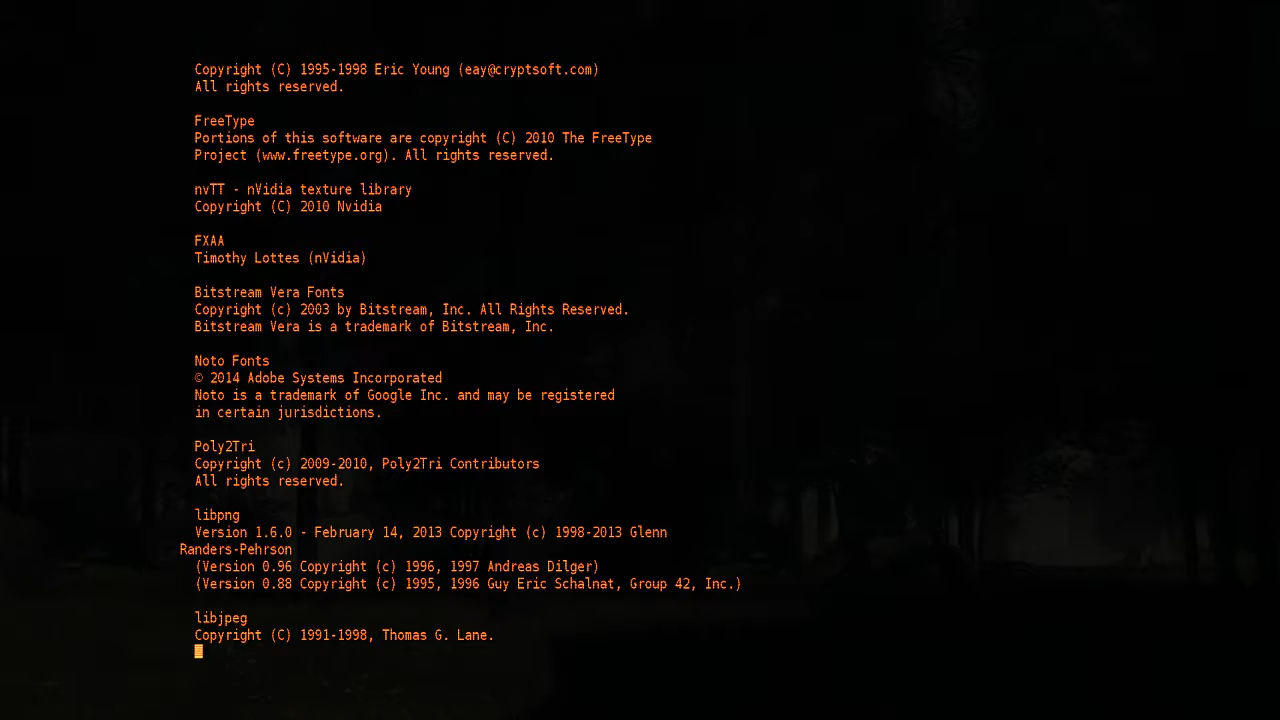 Copyright (C) 1995-1998 Eric Young (eay@cryptsoft.com)
All rights reserved.
FreeType
Portions of this software are copyright (C) 2010 The FreeType
Project (www.freetype.org). All rights reserved.
nvTT - nVidia texture library
Copyright (C) 2010 Nvidia
FXAA
Timothy Lottes (nVidia)
Bitstream Vera Fonts
Copyright (c) 2003 by Bitstream, Inc. All Rights Reserved.
Bitstream Vera is a trademark of Bitstream, Inc.
Noto Fonts
© 2014 Adobe Systems Incorporated
Noto is a trademark of Google Inc. and may be registered
in certain jurisdictions.
Poly2Tri
Copyright (c) 2009-2010, Poly2Tri Contributors
All rights reserved.
libpng
Version 1.6.0 - February 14, 2013 Copyright (c) 1998-2013 Glenn
Randers-Pehrson
(Version 0.96 Copyright (c) 1996, 1997 Andreas Dilger)
(Version 0.88 Copyright (c) 1995, 1996 Guy Eric Schalnat, Group 42, Inc.)
libjpeg
Copyright (C) 1991-1998, Thomas G. Lane.